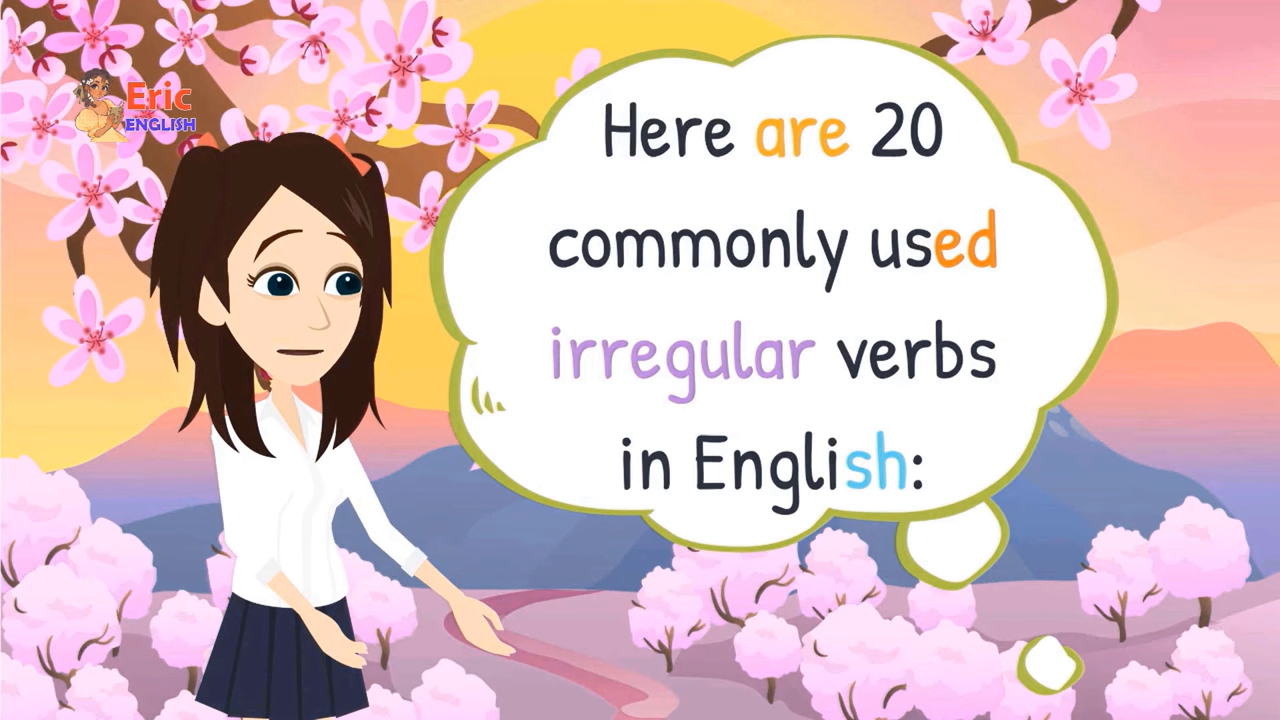 Eric
ENGLISH
Here are 20
commonly used
irregular verbs
in English: